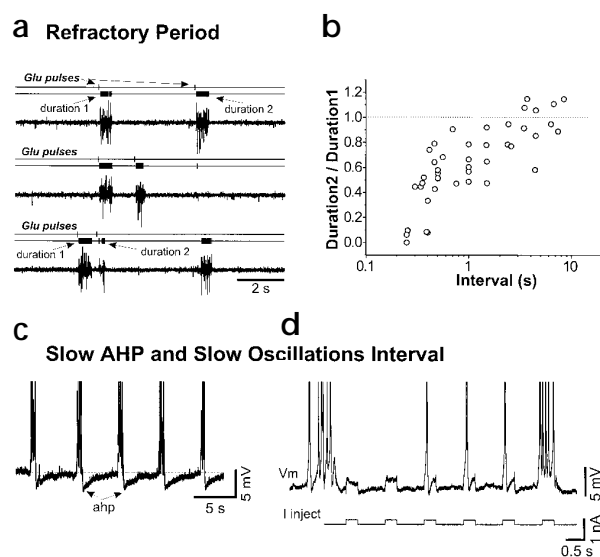 a Refractory Period
Glu pulses
duration 1
duration 2
Glu pulses
Glu pulses
duration 1
duration 2
2 s
b
Duration2 / Duration1
1.2
1.0
0.8
0.6
0.4
0.2
0.0
0.1
1
10
Interval (s)
c
d
Slow AHP and Slow Oscillations Interval
ahp
5 s
5 mV
Vm
5 mV
I inject
1 nA
0.5 s